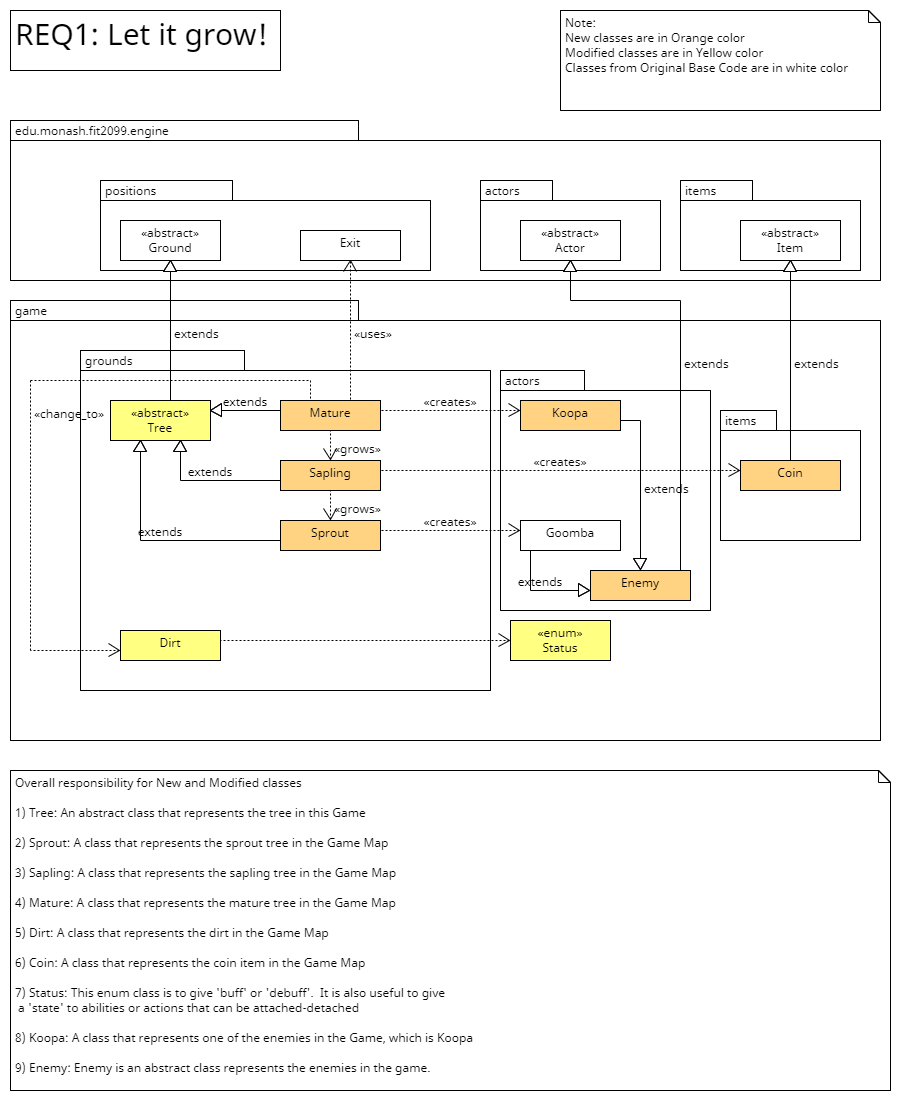 REQ1: Let it grow!
Note:
New classes are in Orange color
Modified classes are in Yellow color
Classes from Original Base Code are in white color
edu.monash.fit2099.engine
positions
actors
items
«abstract»
Ground
Exit
«abstract»
Actor
«abstract»
Item
game
extends
«uses»
grounds
extends
extends
actors
«change_to»
«abstract»
Tree
extends
Mature
«creates»
Koopa
items
«grows»
extends
Sapling
«creates»
extends
Coin
«grows»
extends
Sprout
«creates»
Goomba
extends
Enemy
Dirt
«enum»
Status
Overall responsibility for New and Modified classes
1) Tree: An abstract class that represents the tree in this Game
2) Sprout: A class that represents the sprout tree in the Game Map
3) Sapling: A class that represents the sapling tree in the Game Map
4) Mature: A class that represents the mature tree in the Game Map
5) Dirt: A class that represents the dirt in the Game Map
6) Coin: A class that represents the coin item in the Game Map
7) Status: This enum class is to give 'buff' or 'debuff'.  It is also useful to give
a 'state' to abilities or actions that can be attached-detached
8) Koopa: A class that represents one of the enemies in the Game, which is Koopa
9) Enemy: Enemy is an abstract class represents the enemies in the game.